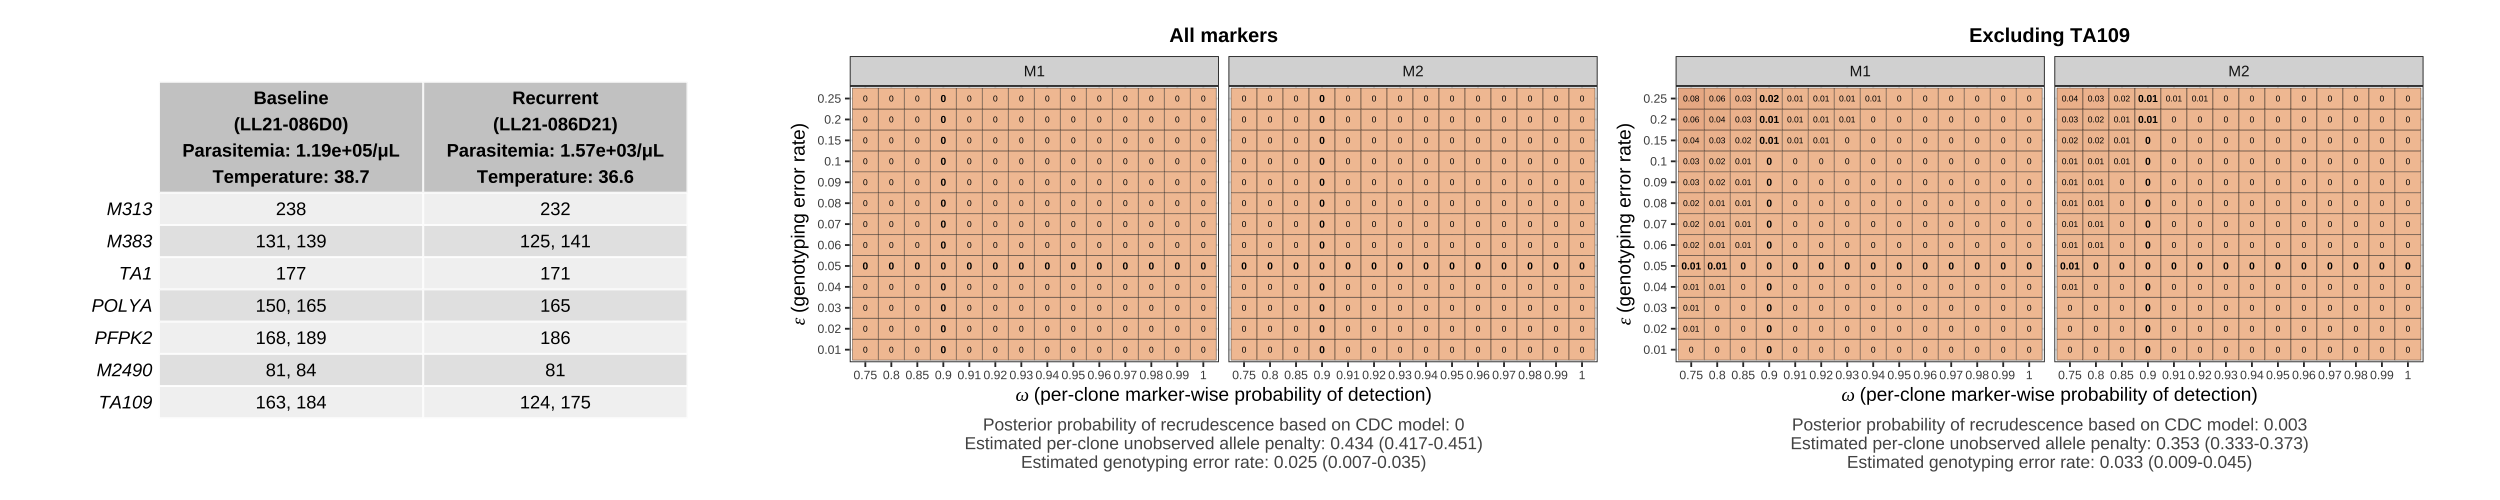 Baseline
(LL21-086D0)
Parasitemia: 1.19e+05/μL
Temperature: 38.7
Recurrent
(LL21-086D21)
Parasitemia: 1.57e+03/μL
Temperature: 36.6
M313 238 232
M383 131, 139 125, 141
TA1 177 171
POLYA 150, 165 165
PFPK2 168, 189 186
M2490 81, 84 81
TA109 163, 184 124, 175
All markers
M1 M2
ε (genotyping error rate)
0.25 0 0 0 0 0 0 0 0 0 0 0 0 0 0 0 0 0 0 0 0 0 0 0 0 0 0 0 0
0.2 0 0 0 0 0 0 0 0 0 0 0 0 0 0 0 0 0 0 0 0 0 0 0 0 0 0 0 0
0.15 0 0 0 0 0 0 0 0 0 0 0 0 0 0 0 0 0 0 0 0 0 0 0 0 0 0 0 0
0.1 0 0 0 0 0 0 0 0 0 0 0 0 0 0 0 0 0 0 0 0 0 0 0 0 0 0 0 0
0.09 0 0 0 0 0 0 0 0 0 0 0 0 0 0 0 0 0 0 0 0 0 0 0 0 0 0 0 0
0.08 0 0 0 0 0 0 0 0 0 0 0 0 0 0 0 0 0 0 0 0 0 0 0 0 0 0 0 0
0.07 0 0 0 0 0 0 0 0 0 0 0 0 0 0 0 0 0 0 0 0 0 0 0 0 0 0 0 0
0.06 0 0 0 0 0 0 0 0 0 0 0 0 0 0 0 0 0 0 0 0 0 0 0 0 0 0 0 0
0.05 0 0 0 0 0 0 0 0 0 0 0 0 0 0 0 0 0 0 0 0 0 0 0 0 0 0 0 0
0.04 0 0 0 0 0 0 0 0 0 0 0 0 0 0 0 0 0 0 0 0 0 0 0 0 0 0 0 0
0.03 0 0 0 0 0 0 0 0 0 0 0 0 0 0 0 0 0 0 0 0 0 0 0 0 0 0 0 0
0.02 0 0 0 0 0 0 0 0 0 0 0 0 0 0 0 0 0 0 0 0 0 0 0 0 0 0 0 0
0.01 0 0 0 0 0 0 0 0 0 0 0 0 0 0 0 0 0 0 0 0 0 0 0 0 0 0 0 0
0.75 0.8 0.85 0.9 0.91 0.92 0.93 0.94 0.95 0.96 0.97 0.98 0.99 1 0.75 0.8 0.85 0.9 0.91 0.92 0.93 0.94 0.95 0.96 0.97 0.98 0.99 1
ω (per-clone marker-wise probability of detection)
Posterior probability of recrudescence based on CDC model: 0
Estimated per-clone unobserved allele penalty: 0.434 (0.417-0.451)
Estimated genotyping error rate: 0.025 (0.007-0.035)
Excluding TA109
M1 M2
ε (genotyping error rate)
0.25 0.08 0.06 0.03 0.02 0.01 0.01 0.01 0.01 0 0 0 0 0 0 0.04 0.03 0.02 0.01 0.01 0.01 0 0 0 0 0 0 0 0
0.2 0.06 0.04 0.03 0.01 0.01 0.01 0.01 0 0 0 0 0 0 0 0.03 0.02 0.01 0.01 0 0 0 0 0 0 0 0 0 0
0.15 0.04 0.03 0.02 0.01 0.01 0.01 0 0 0 0 0 0 0 0 0.02 0.02 0.01 0 0 0 0 0 0 0 0 0 0 0
0.1 0.03 0.02 0.01 0 0 0 0 0 0 0 0 0 0 0 0.01 0.01 0.01 0 0 0 0 0 0 0 0 0 0 0
0.09 0.03 0.02 0.01 0 0 0 0 0 0 0 0 0 0 0 0.01 0.01 0 0 0 0 0 0 0 0 0 0 0 0
0.08 0.02 0.01 0.01 0 0 0 0 0 0 0 0 0 0 0 0.01 0.01 0 0 0 0 0 0 0 0 0 0 0 0
0.07 0.02 0.01 0.01 0 0 0 0 0 0 0 0 0 0 0 0.01 0.01 0 0 0 0 0 0 0 0 0 0 0 0
0.06 0.02 0.01 0.01 0 0 0 0 0 0 0 0 0 0 0 0.01 0.01 0 0 0 0 0 0 0 0 0 0 0 0
0.05 0.01 0.01 0 0 0 0 0 0 0 0 0 0 0 0 0.01 0 0 0 0 0 0 0 0 0 0 0 0 0
0.04 0.01 0.01 0 0 0 0 0 0 0 0 0 0 0 0 0.01 0 0 0 0 0 0 0 0 0 0 0 0 0
0.03 0.01 0 0 0 0 0 0 0 0 0 0 0 0 0 0 0 0 0 0 0 0 0 0 0 0 0 0 0
0.02 0.01 0 0 0 0 0 0 0 0 0 0 0 0 0 0 0 0 0 0 0 0 0 0 0 0 0 0 0
0.01 0 0 0 0 0 0 0 0 0 0 0 0 0 0 0 0 0 0 0 0 0 0 0 0 0 0 0 0
0.75 0.8 0.85 0.9 0.91 0.92 0.93 0.94 0.95 0.96 0.97 0.98 0.99 1 0.75 0.8 0.85 0.9 0.91 0.92 0.93 0.94 0.95 0.96 0.97 0.98 0.99 1
ω (per-clone marker-wise probability of detection)
Posterior probability of recrudescence based on CDC model: 0.003
Estimated per-clone unobserved allele penalty: 0.353 (0.333-0.373)
Estimated genotyping error rate: 0.033 (0.009-0.045)